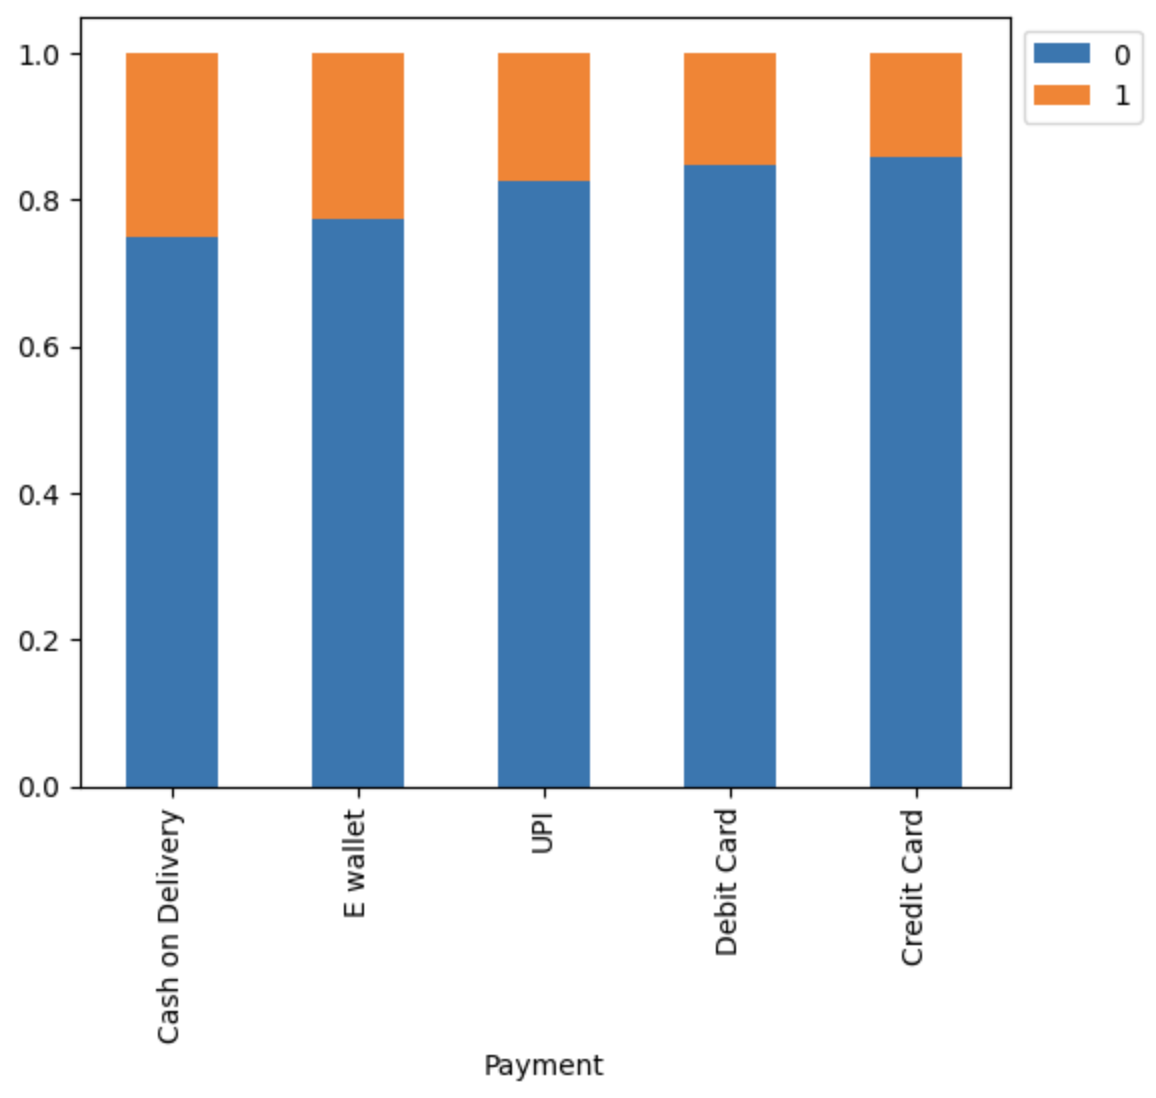 1.0
0.8
0.6
0.4
0.2
0.0
0
1
Cash on Delivery
E wallet
UPI
Debit Card
Credit Card
Payment